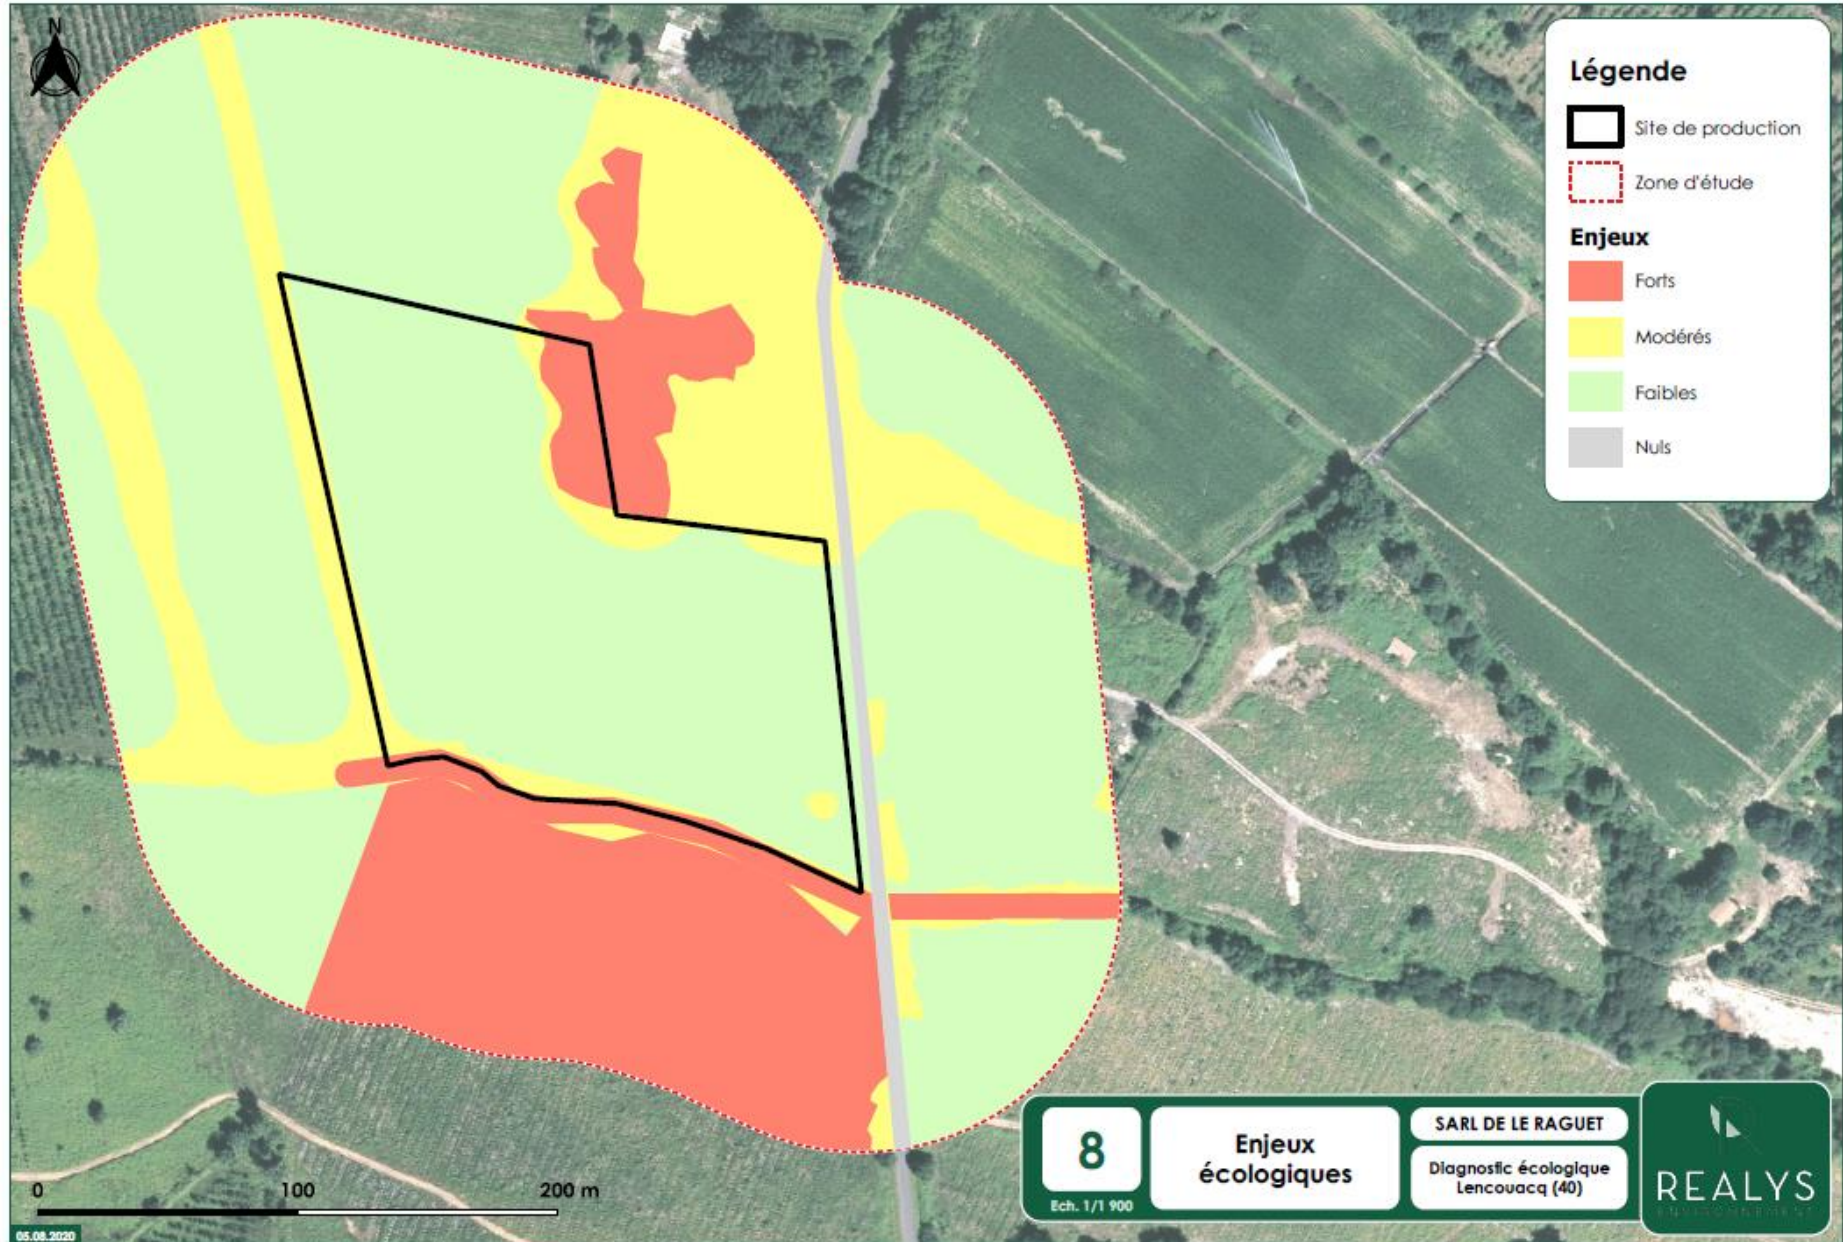 N
Légende
Site de production
Zone d'étude
Enjeux
Forts
Modérés
Faibles
Nuls
0 100 200 m
05.08.2020
8
Ech. 1/1 900
Enjeux
écologiques
SARL DE LE RAGUET
Diagnostic écologique
Lencouacq (40)
REALYS
ENVIRONNEMENT